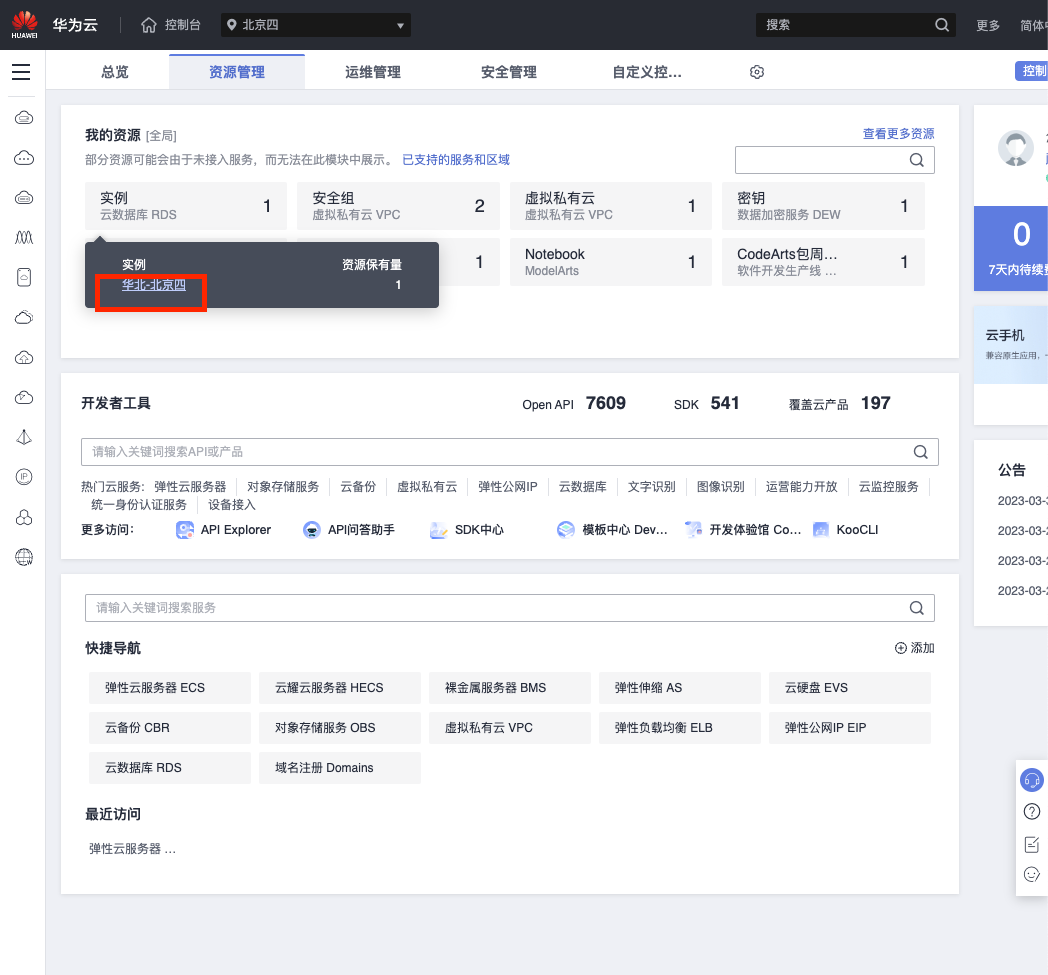 HUAWEI 华为云 控制台 北京四 搜索 更多 简体中
总览 资源管理 运维管理 安全管理 自定义控... 控制
我的资源 [全局] 查看更多资源
部分资源可能会由于未接入服务，而无法在此模块中展示。 已支持的服务和区域
实例 1 安全组 2 虚拟私有云 1 密钥 1
云数据库 RDS 虚拟私有云 VPC 虚拟私有云 VPC 数据加密服务 DEW
1 Notebook 1 CodeArts包周... 1
ModelArts 软件开发生产线 ...
实例 资源保有量
华北-北京四 1
0
7天内待续费
云手机
兼容原生应用，
开发者工具 Open API 7609 SDK 541 覆盖云产品 197
请输入关键词搜索API或产品
热门云服务： 弹性云服务器 对象存储服务 云备份 虚拟私有云 弹性公网IP 云数据库 文字识别 图像识别 运营能力开放 云监控服务
统一身份认证服务 设备接入
更多访问： API Explorer API问答助手 SDK中心 模板中心 Dev... 开发体验馆 Co... KooCLI
公告
2023-03-
2023-03-2
2023-03-2
2023-03-2
请输入关键词搜索服务
快捷导航 添加
弹性云服务器 ECS 云耀云服务器 HECS 裸金属服务器 BMS 弹性伸缩 AS 云硬盘 EVS
云备份 CBR 对象存储服务 OBS 虚拟私有云 VPC 弹性负载均衡 ELB 弹性公网IP EIP
云数据库 RDS 域名注册 Domains
最近访问
弹性云服务器 ...